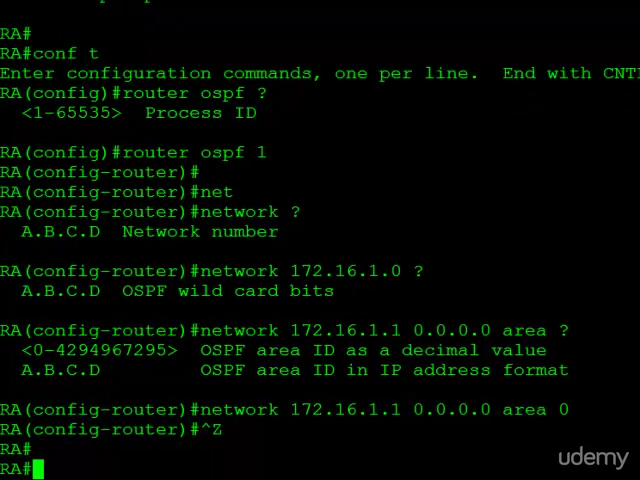 RA#
RA#conf t
Enter configuration commands, one per line.  End with CNT
RA(config)#router ospf ?
  <1-65535>  Process ID
RA(config)#router ospf 1
RA(config-router)#
RA(config-router)#net
RA(config-router)#network ?
  A.B.C.D  Network number
RA(config-router)#network 172.16.1.0 ?
  A.B.C.D  OSPF wild card bits
RA(config-router)#network 172.16.1.1 0.0.0.0 area ?
  <0-4294967295>  OSPF area ID as a decimal value
  A.B.C.D         OSPF area ID in IP address format
RA(config-router)#network 172.16.1.1 0.0.0.0 area 0
RA(config-router)#^Z
RA#
RA#
udemy